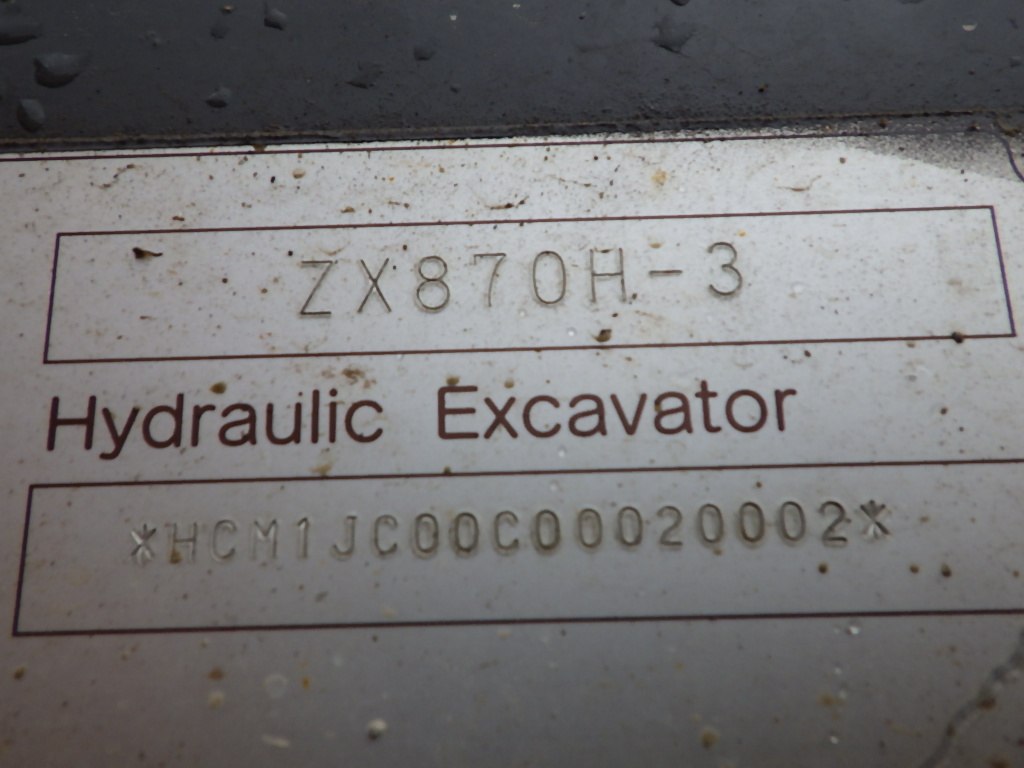 ZX870H-3
Hydraulic Excavator
*HCM1JC00C00020002*